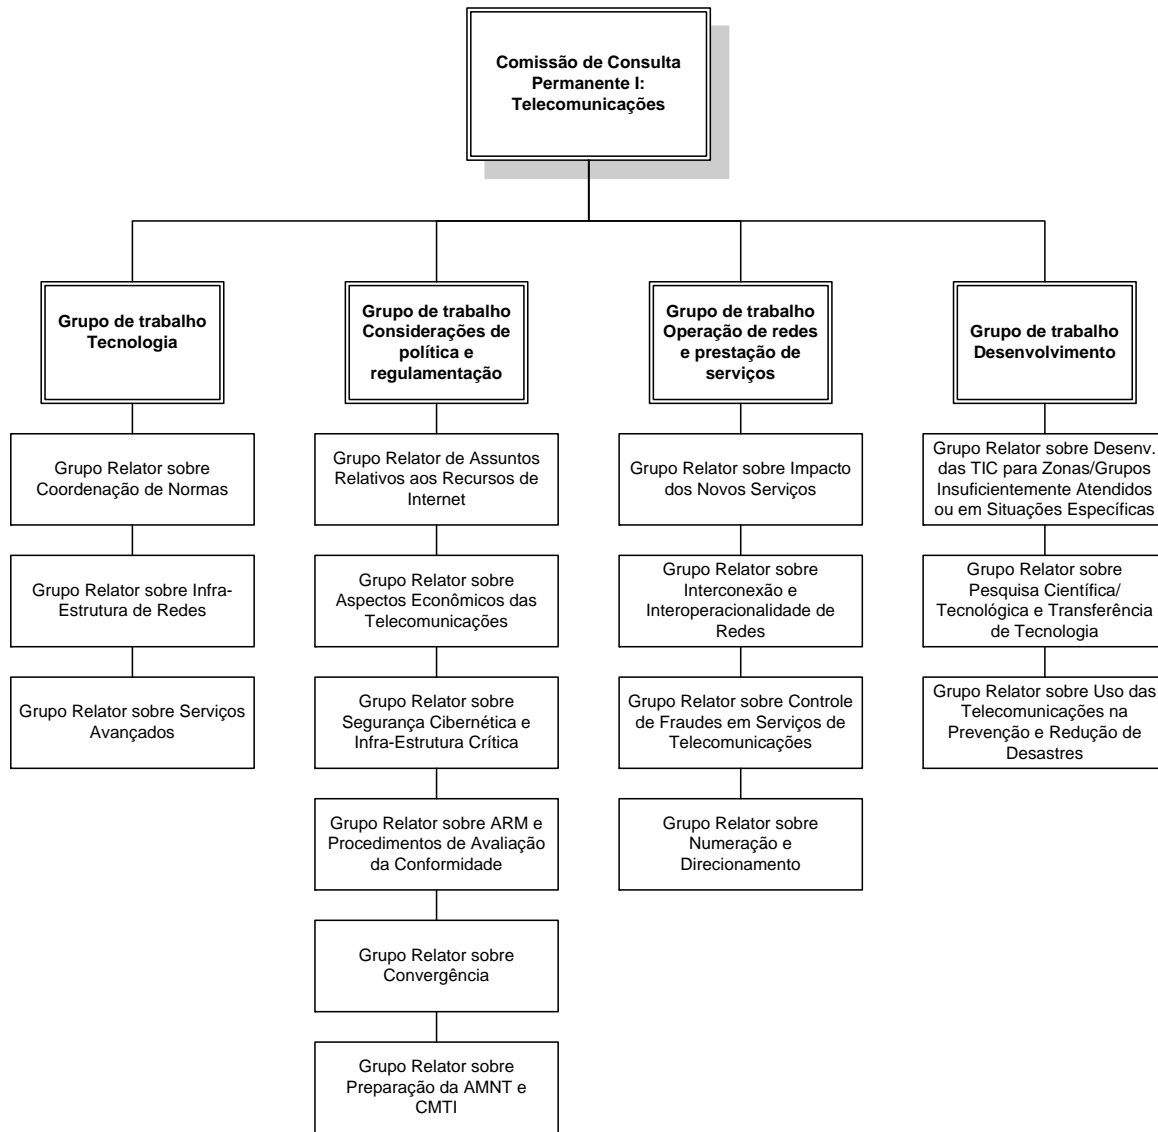 Comissão de Consulta
Permanente I:
Telecomunicações
Grupo de trabalho
Tecnologia
Grupo Relator sobre
Coordenação de Normas
Grupo Relator sobre Infra-
Estrutura de Redes
Grupo Relator sobre Serviços
Avançados
Grupo de trabalho
Considerações de
política e
regulamentação
Grupo Relator de Assuntos
Relativos aos Recursos de
Internet
Grupo Relator sobre
Aspectos Econômicos das
Telecomunicações
Grupo Relator sobre
Segurança Cibernética e
Infra-Estrutura Crítica
Grupo Relator sobre ARM e
Procedimentos de Avaliação
da Conformidade
Grupo Relator sobre
Convergência
Grupo Relator sobre
Preparação da AMNT e
CMTI
Grupo de trabalho
Operação de redes
e prestação de
serviços
Grupo Relator sobre Impacto
dos Novos Serviços
Grupo Relator sobre
Interconexão e
Interoperacionalidade de
Redes
Grupo Relator sobre Controle
de Fraudes em Serviços de
Telecomunicações
Grupo Relator sobre
Numeração e
Direcionamento
Grupo de trabalho
Desenvolvimento
Grupo Relator sobre Desenv.
das TIC para Zonas/Grupos
Insuficientemente Atendidos
ou em Situações Específicas
Grupo Relator sobre
Pesquisa Científica/
Tecnológica e Transferência
de Tecnologia
Grupo Relator sobre Uso das
Telecomunicações na
Prevenção e Redução de
Desastres